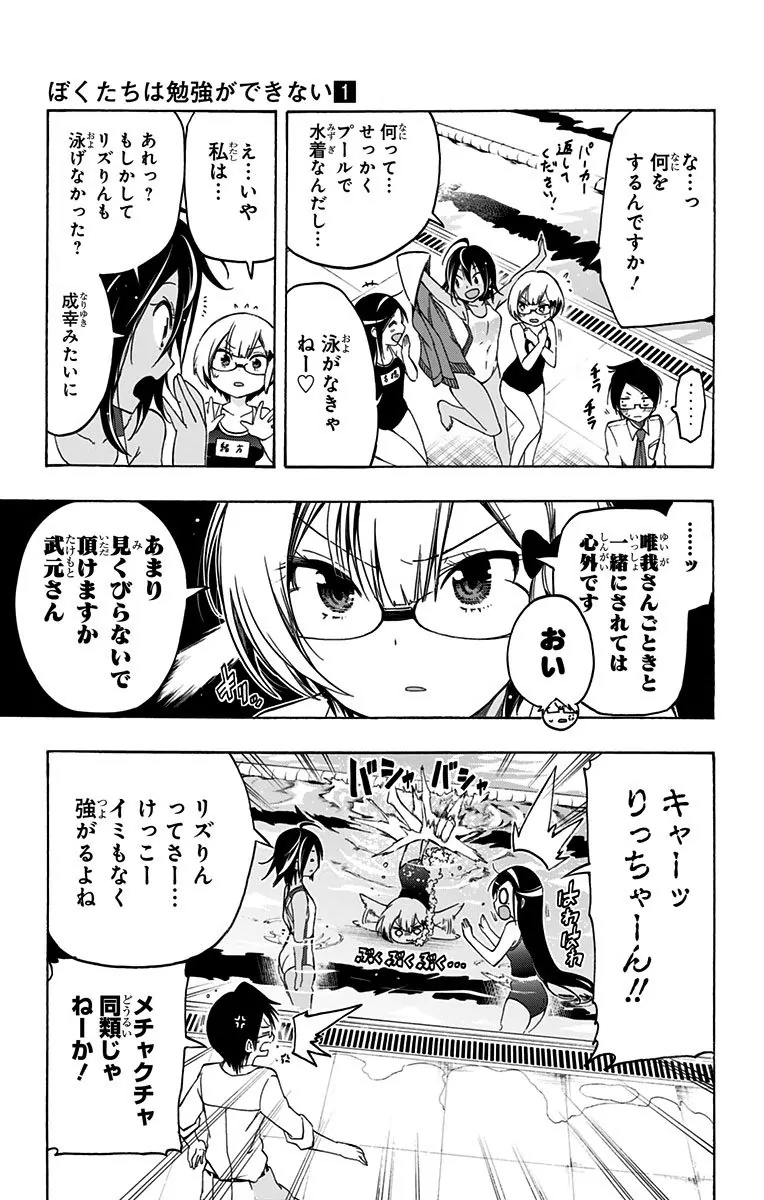 ぼくたちは勉強ができない1
な…っ
何を
するんですか！
パーカー
返して
ください！
何って…
せっかく
プールで
水着なんだし…
泳がなきゃ
ねー♡
………
チラ
チラ
古橋
え…いや
私は…
あれっ？
もしかして
リズりんも
泳げなかった？
成幸みたいに
緒方
………ッ
唯我さんごときと
一緒にされては
心外です
おい
あまり
見くびらないで
頂けますか
武元さん
キャーッ
りっちゃーん!!
バシャ
バシャ
はわ
はわ
ぶくぶくぶく…
リズりん
ってさー…
けっこー
イミもなく
強がるよね
メチャクチャ
同類じゃ
ねーか！